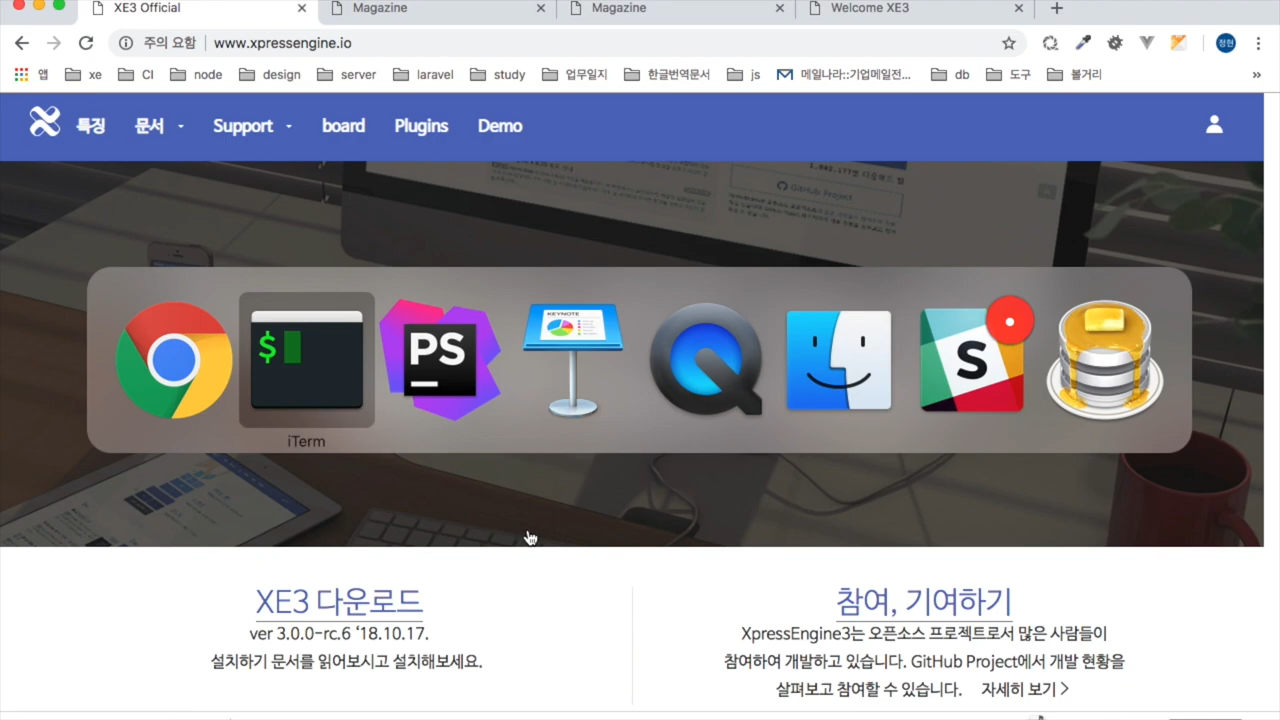 XE3 Official
Magazine
Magazine
Welcome XE3
주의 요함
www.xpressengine.io
정현
앱
xe
CI
node
design
server
laravel
study
업무일지
한글번역문서
js
메일나라::기업메일전...
db
도구
볼거리
»
특징
문서
Support
board
Plugins
Demo
GitHub Project
$
PS
KEYNOTE
S
iTerm
XE3 다운로드
ver 3.0.0-rc.6 ‘18.10.17.
설치하기 문서를 읽어보시고 설치해보세요.
참여, 기여하기
XpressEngine3는 오픈소스 프로젝트로서 많은 사람들이
참여하여 개발하고 있습니다. GitHub Project에서 개발 현황을
살펴보고 참여할 수 있습니다. 자세히 보기 >